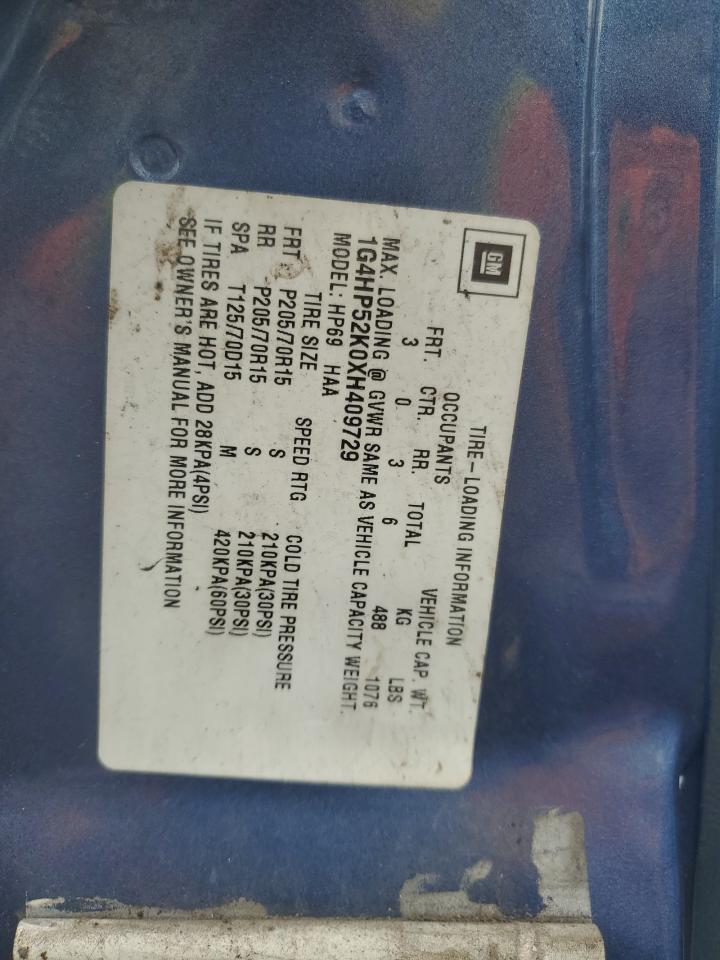 GM
TIRE-LOADING INFORMATION
OCCUPANTS VEHICLE CAP. WT.
FRT. CTR. RR. TOTAL KG LBS
3 0 3 6 488 1076
MAX. LOADING @ GVWR SAME AS VEHICLE CAPACITY WEIGHT.
1G4HP52K0XH409729
MODEL: HP69 HAA
TIRE SIZE SPEED RTG COLD TIRE PRESSURE
FRT P205/70R15 S 210KPA(30PSI)
RR P205/70R15 S 210KPA(30PSI)
SPA T125/70D15 M 420KPA(60PSI)
IF TIRES ARE HOT, ADD 28KPA(4PSI)
SEE OWNER'S MANUAL FOR MORE INFORMATION